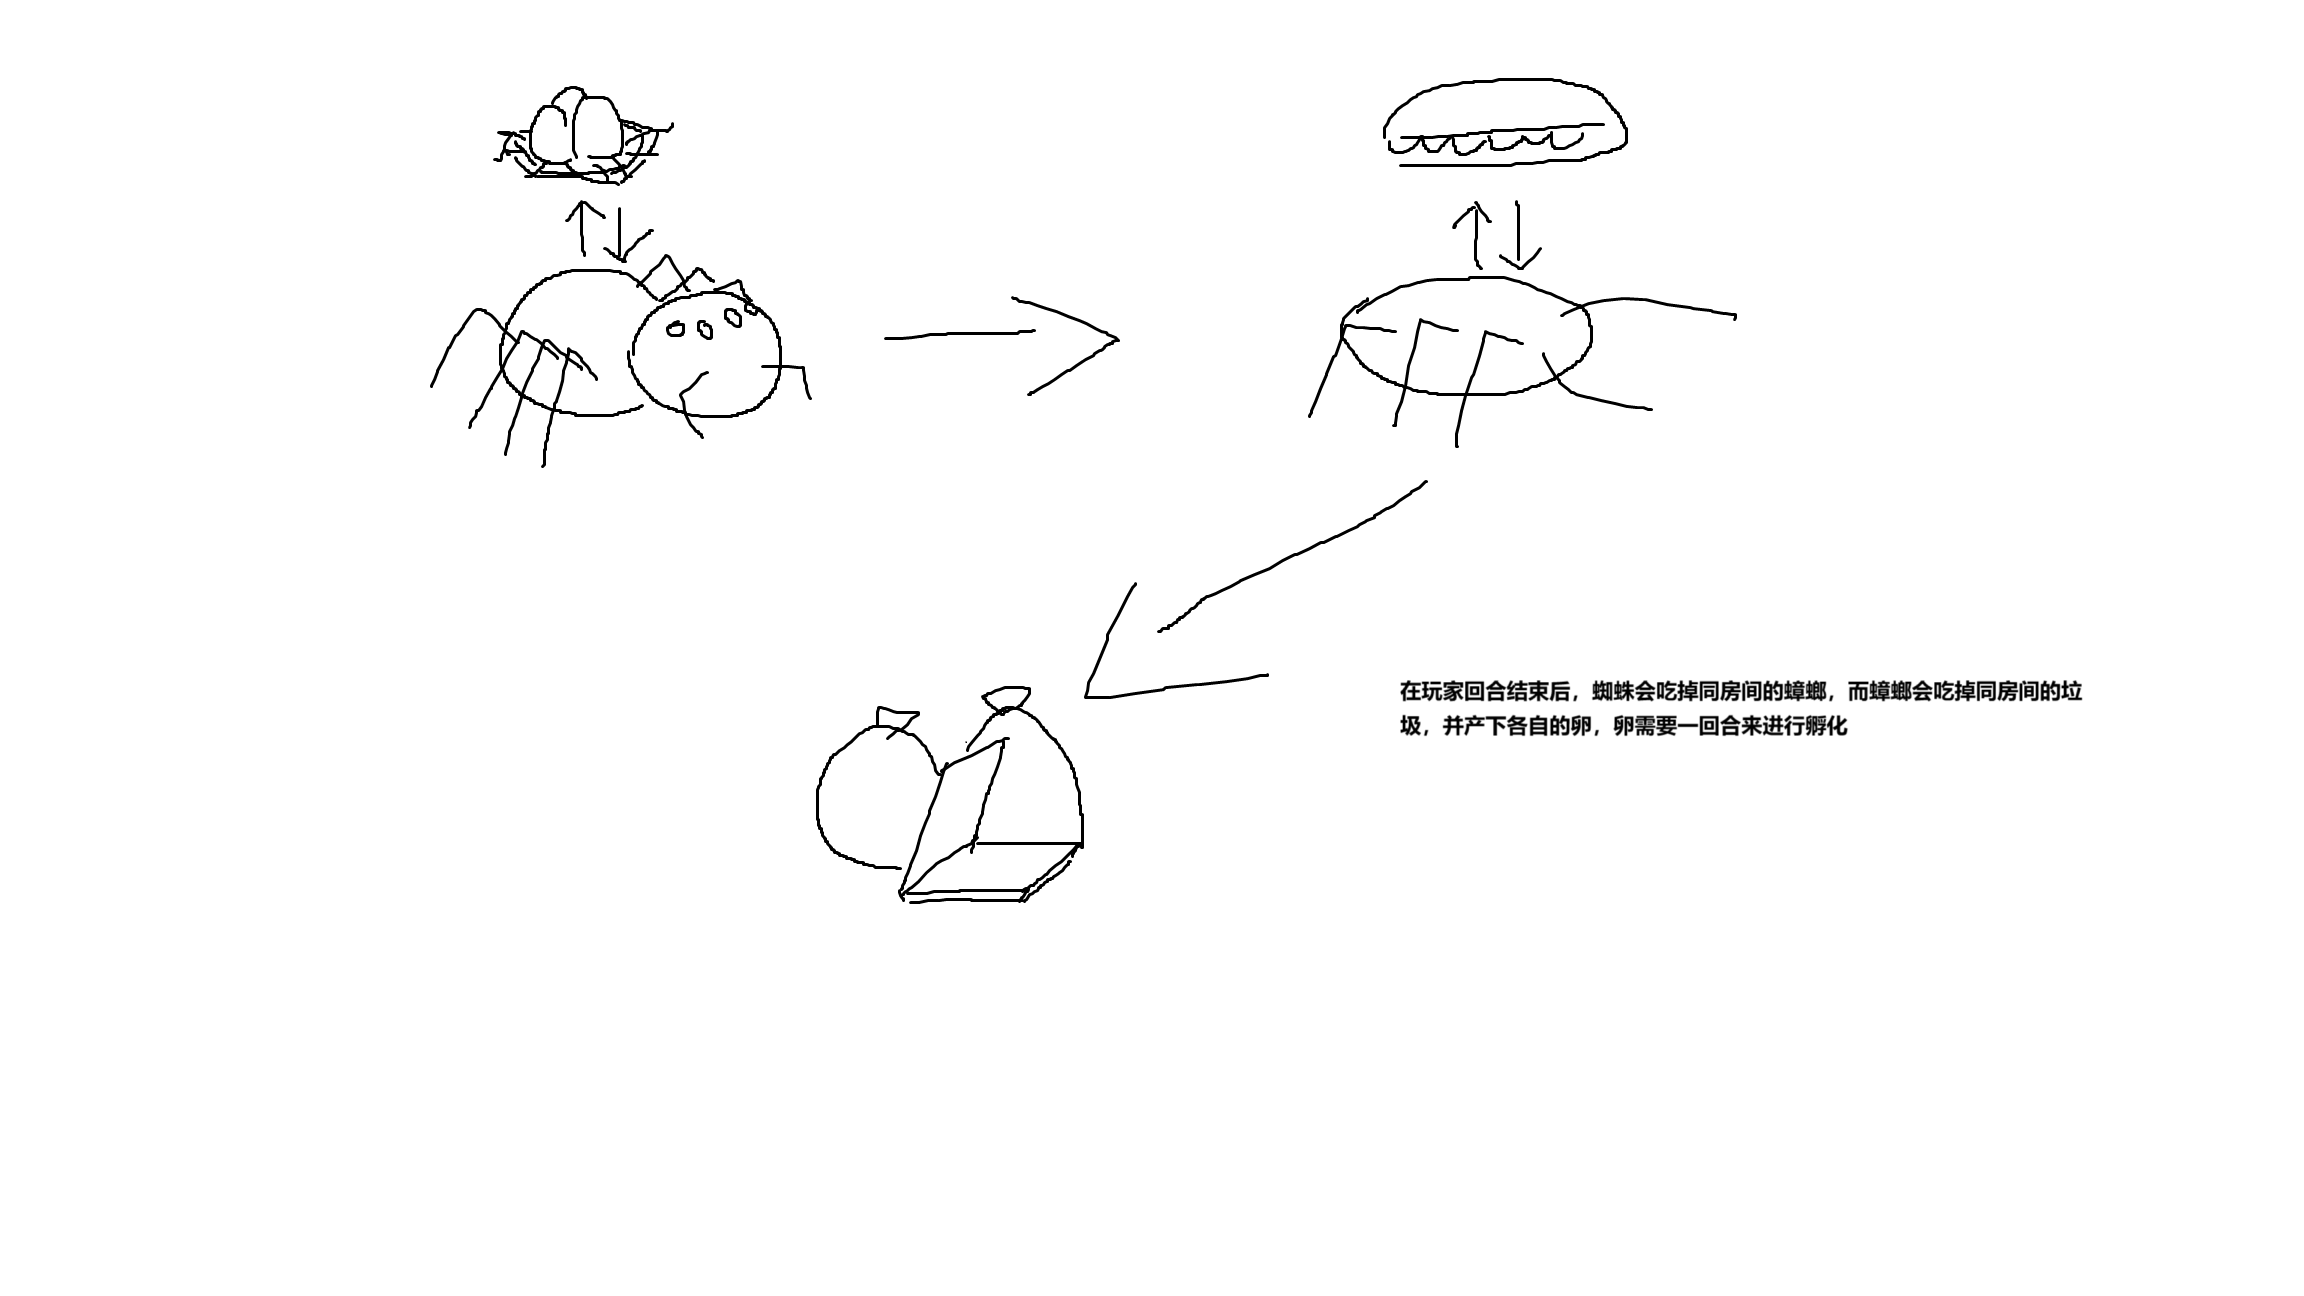 在玩家回合结束后，蜘蛛会吃掉同房间的蟑螂，而蟑螂会吃掉同房间的垃
圾，并产下各自的卵，卵需要一回合来进行孵化